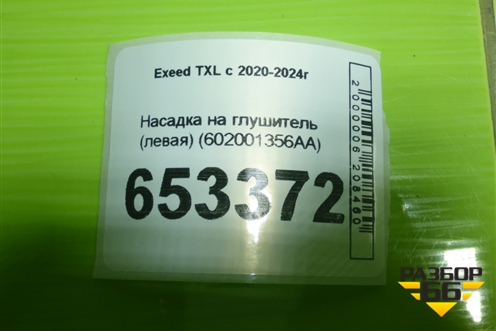 Exeed TXL с 2020-2024г
Насадка на глушитель
(левая) (602001356AA)
653372
2000006208460
РАЗБОР
66